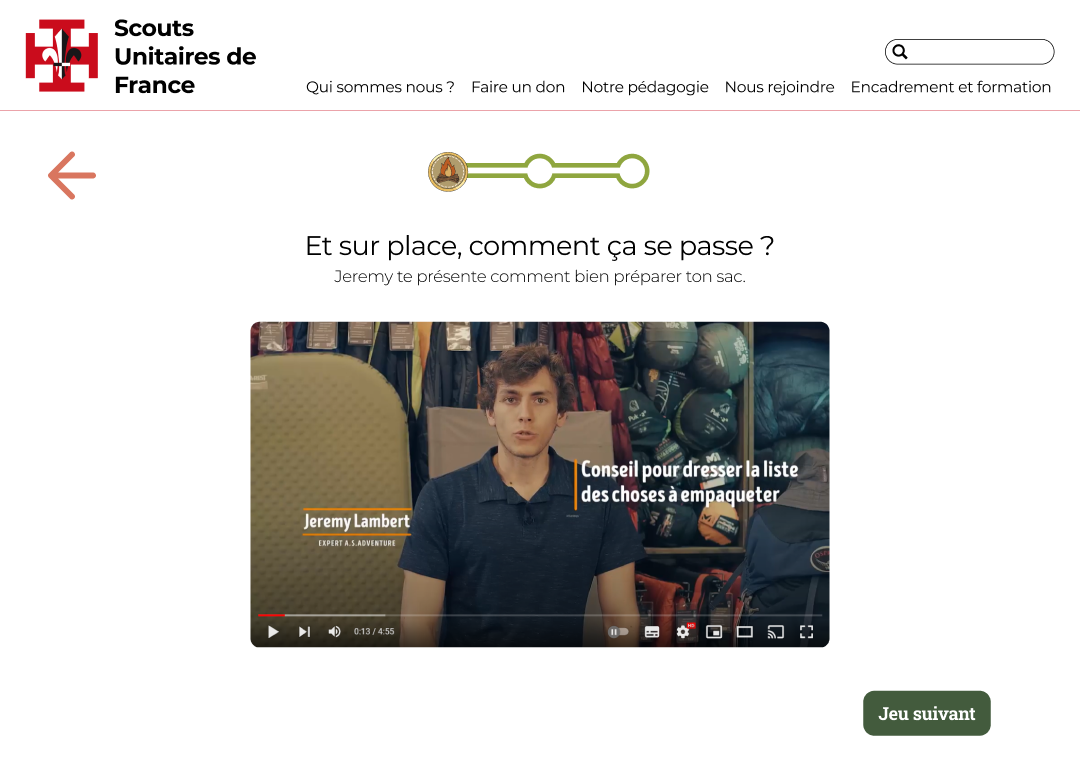 Scouts
Unitaires de
France
Qui sommes nous ? Faire un don Notre pédagogie Nous rejoindre Encadrement et formation
Et sur place, comment ça se passe ?
Jeremy te présente comment bien préparer ton sac.
Conseil pour dresser la liste
des choses à empaqueter
Jeremy Lambert
EXPERT A.S.ADVENTURE
0:13 / 4:55
HD
Jeu suivant